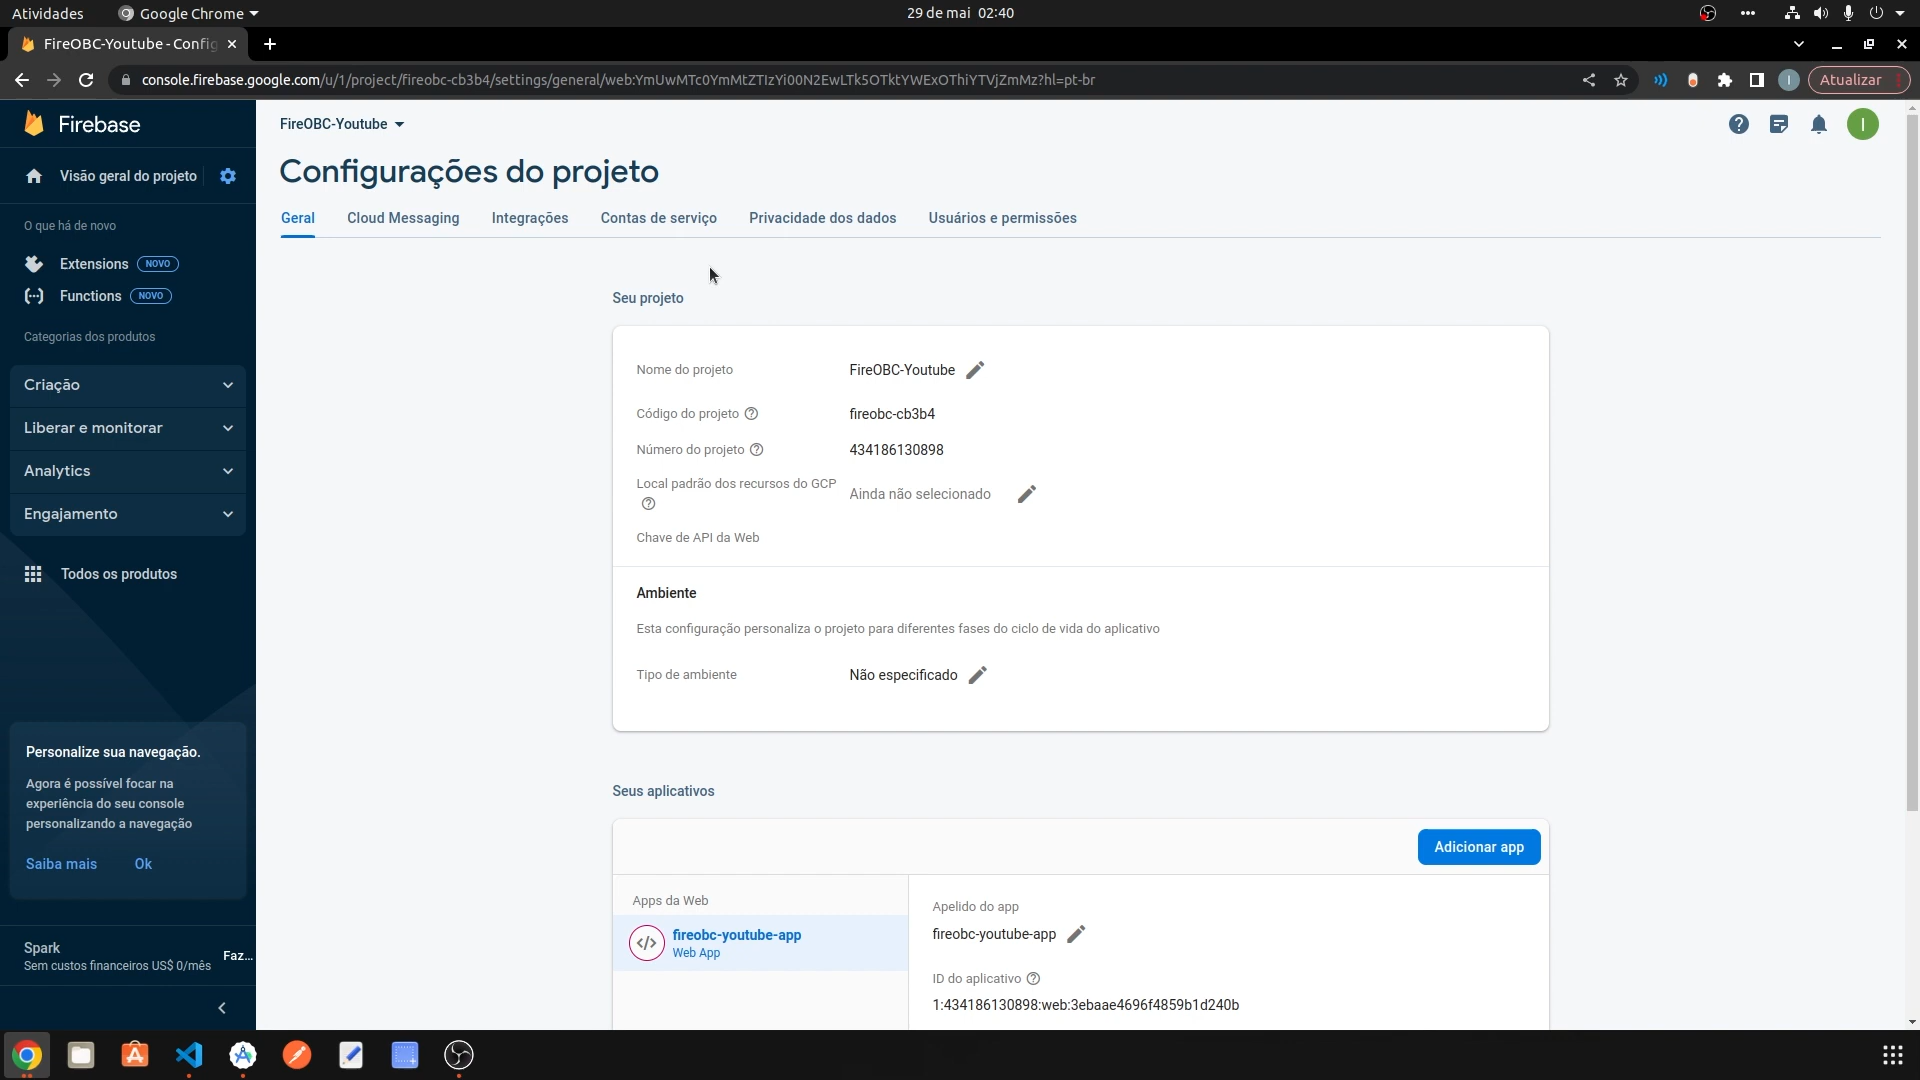 Atividades
Google Chrome
29 de mai 02:40
FireOBC-Youtube - Config
console.firebase.google.com/u/1/project/fireobc-cb3b4/settings/general/web:YmUwMTc0YmMtZTIzYi00N2EwLTk5OTktYWExOThiYTVjZmMz?hl=pt-br
Atualizar
Firebase
Visão geral do projeto
O que há de novo
Extensions NOVO
Functions NOVO
Categorias dos produtos
Criação
Liberar e monitorar
Analytics
Engajamento
Todos os produtos
Personalize sua navegação.
Agora é possível focar na
experiência do seu console
personalizando a navegação
Saiba mais Ok
Spark
Sem custos financeiros US$ 0/mês
Faz...
FireOBC-Youtube
I
Configurações do projeto
Geral Cloud Messaging Integrações Contas de serviço Privacidade dos dados Usuários e permissões
Seu projeto
Nome do projeto FireOBC-Youtube
Código do projeto fireobc-cb3b4
Número do projeto 434186130898
Local padrão dos recursos do GCP Ainda não selecionado
Chave de API da Web
Ambiente
Esta configuração personaliza o projeto para diferentes fases do ciclo de vida do aplicativo
Tipo de ambiente Não especificado
Seus aplicativos
Adicionar app
Apps da Web
fireobc-youtube-app
Web App
Apelido do app
fireobc-youtube-app
ID do aplicativo
1:434186130898:web:3ebaae4696f4859b1d240b